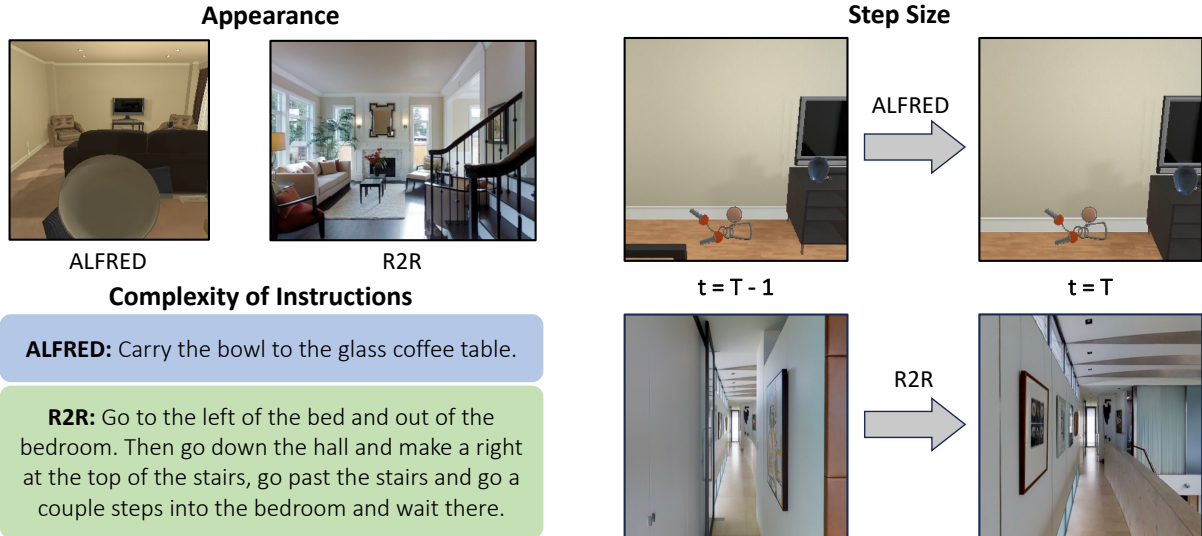 Appearance
ALFRED
R2R
Complexity of Instructions
ALFRED: Carry the bowl to the glass coffee table.
R2R: Go to the left of the bed and out of the
bedroom. Then go down the hall and make a right
at the top of the stairs, go past the stairs and go a
couple steps into the bedroom and wait there.
Step Size
ALFRED
t = T - 1
t = T
R2R